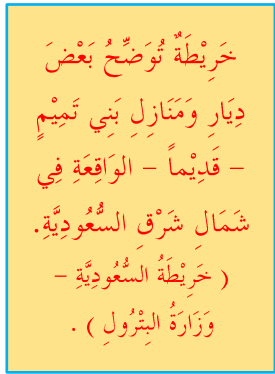 خَرِيْطَةٌ تُوَضِّحُ بَعْضَ
دِيَارِ وَمَنَازِلِ بَنِي تَمِيْمٍ
– قَدِيْماً – الوَاقِعَةِ فِي
شَمَالِ شَرْقِ السُّعُودِيَّةِ.
( خَرِيْطَةُ السُّعُودِيَّةِ –
وَزَارَةُ البِتْرُولِ ) .